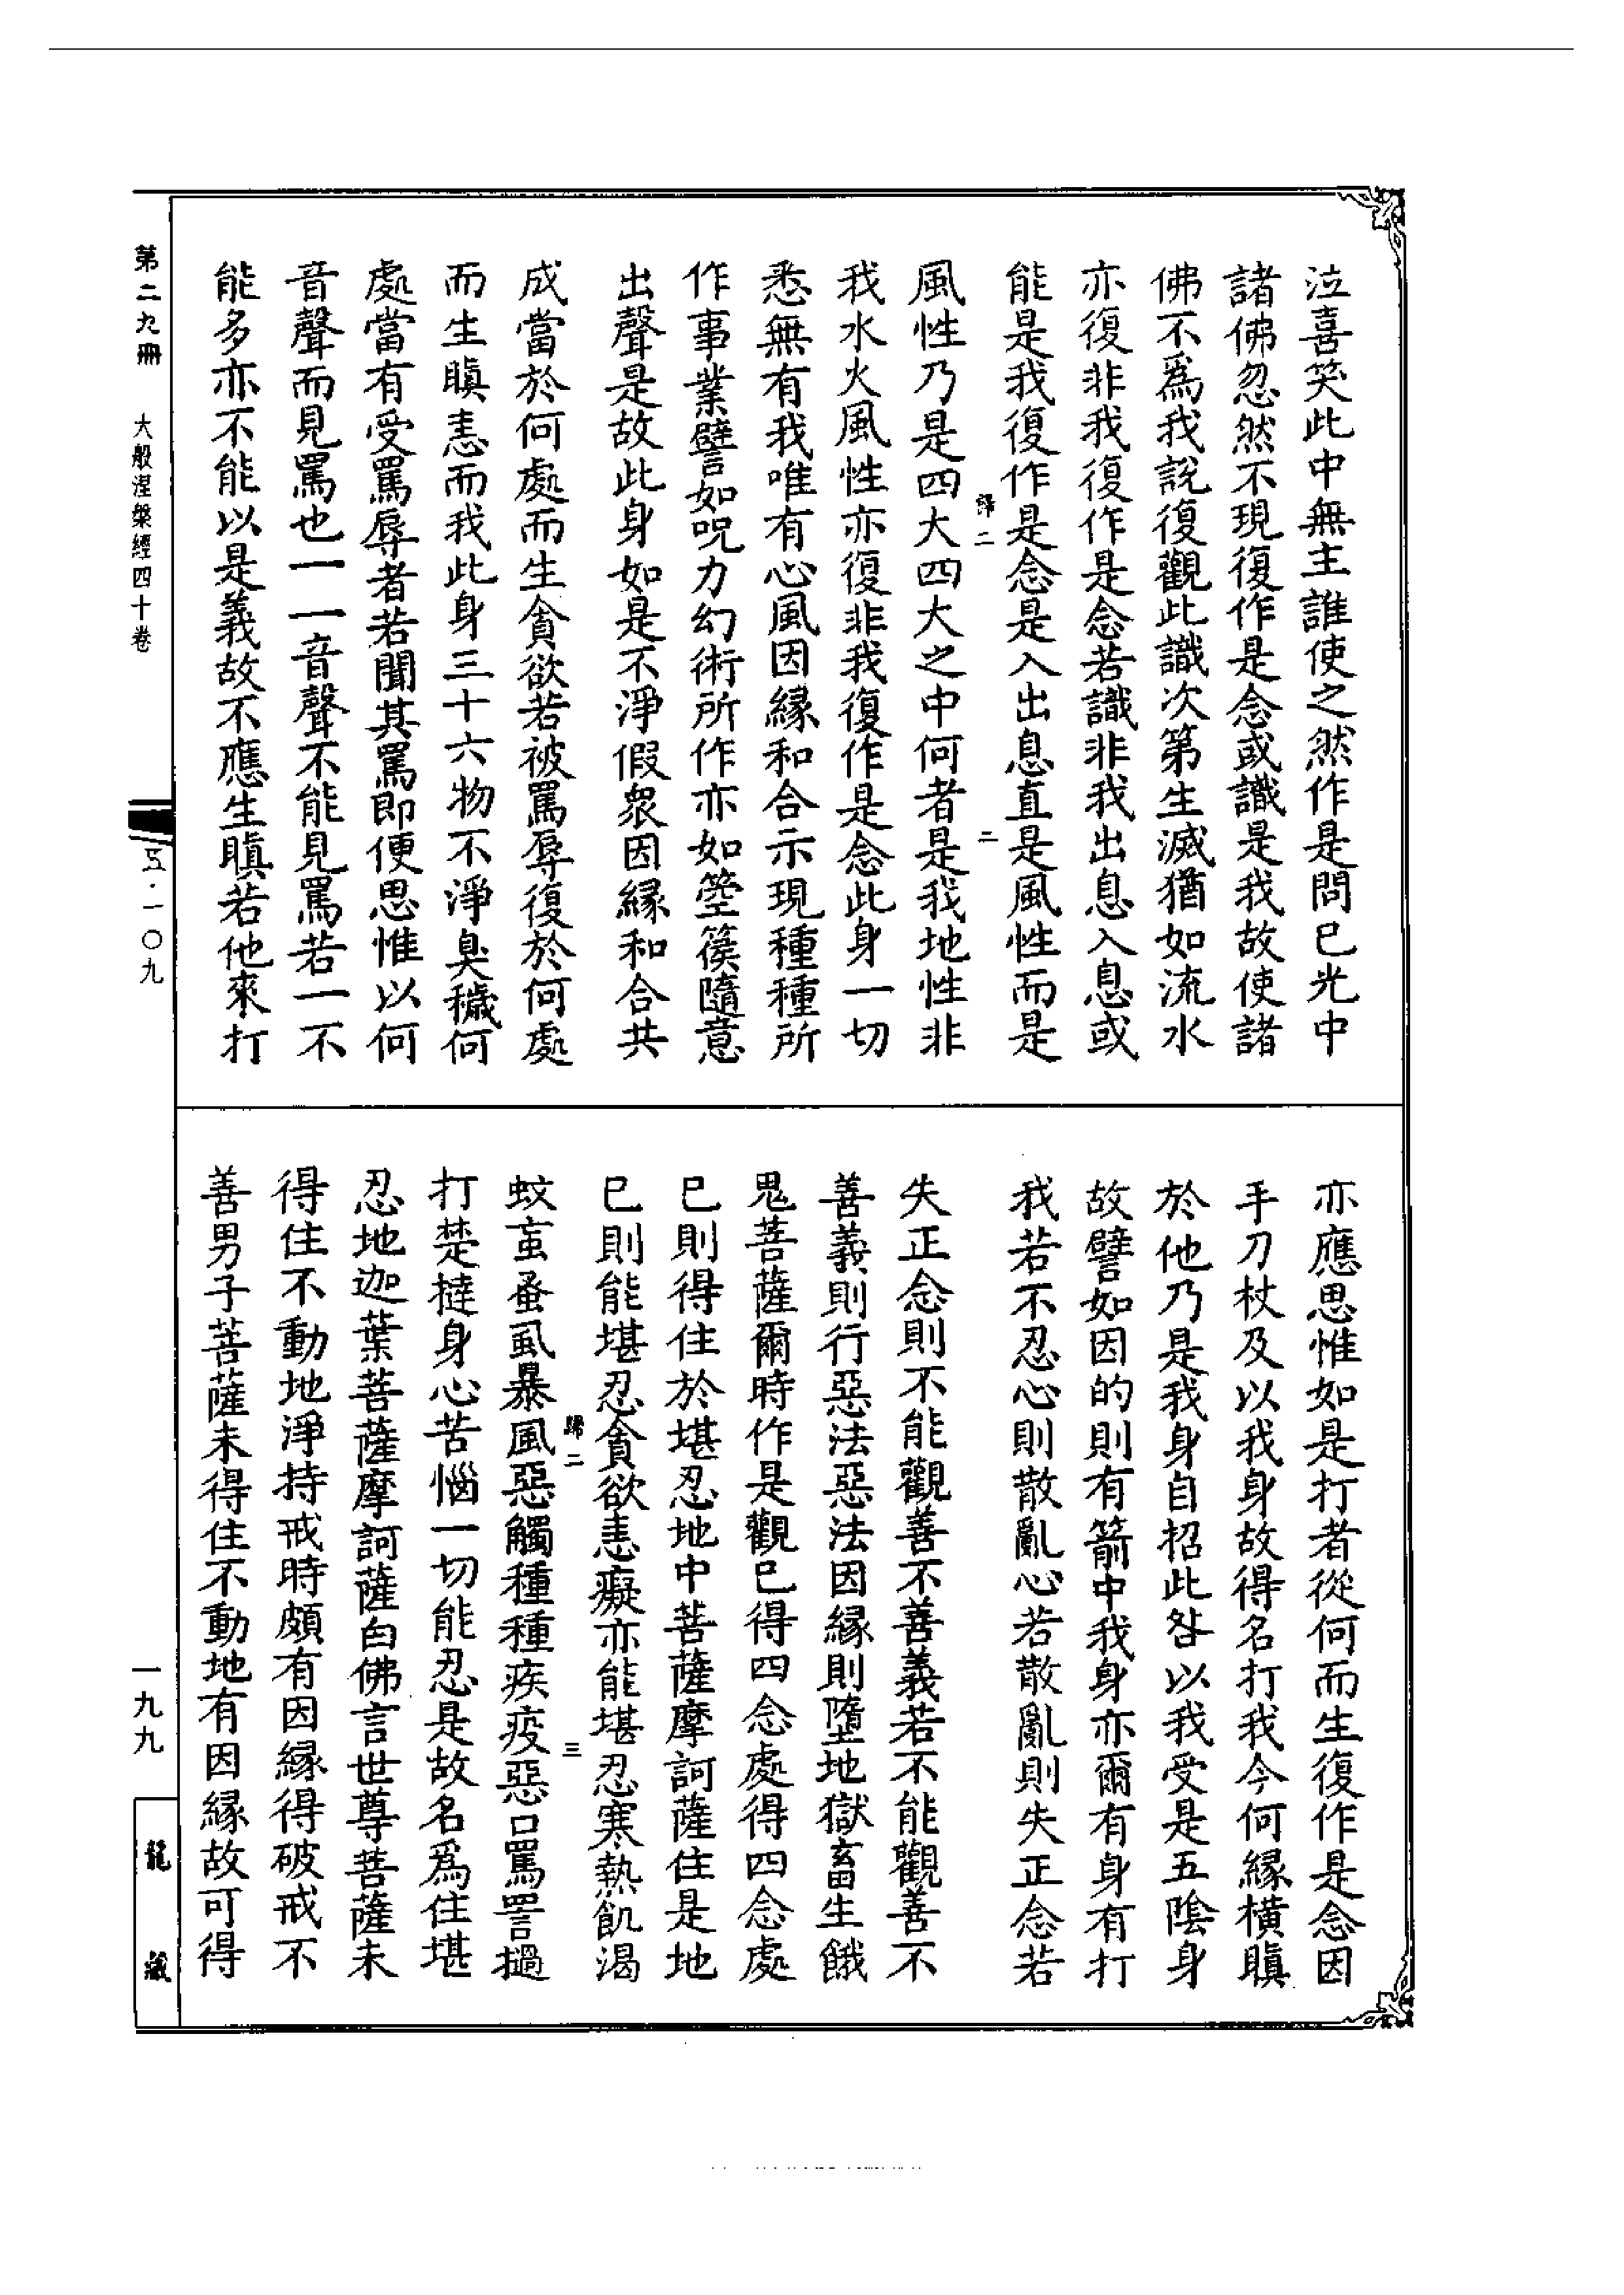 泣喜笑此中無主誰使之然作是問已光中
諸佛忽然不現復作是念或識是我故使諸
佛不爲我說復觀此識次第生滅猶如流水
亦復非我復作是念若識非我出息入息或
能是我復作是念是入出息直是風性而是
歸二
二
風性乃是四大四大之中何者是我地性非
我水火風性亦復非我復作是念此身一切
悉無有我唯有心風因緣和合示現種種所
作事業譬如呪力幻術所作亦如箜篌隨意
出聲是故此身如是不淨假衆因緣和合共
成當於何處而生貪欲若被罵辱復於何處
而生瞋恚而我此身三十六物不淨臭穢何
處當有受罵辱者若聞其罵即便思惟以何
音聲而見罵也一一音聲不能見罵若一不
能多亦不能以是義故不應生瞋若他來打
亦應思惟如是打者從何而生復作是念因
手刀杖及以我身故得名打我今何緣橫瞋
於他乃是我身自招此咎以我受是五陰身
故譬如因的則有箭中我身亦爾有身有打
我若不忍心則散亂心若散亂則失正念若
失正念則不能觀善不善義若不能觀善不
善義則行惡法惡法因緣則墮地獄畜生餓
鬼菩薩爾時作是觀已得四念處得四念處
已則得住於堪忍地中菩薩摩訶薩住是地
已則能堪忍貪欲恚癡亦能堪忍寒熱飢渴
歸二
三
蚊蝱蚤虱暴風惡觸種種疾疫惡口罵詈撾
打楚撻身心苦惱一切能忍是故名爲住堪
忍地迦葉菩薩摩訶薩白佛言世尊菩薩未
得住不動地淨持戒時頗有因緣得破戒不
善男子菩薩未得住不動地有因緣故可得
第二九冊
大般涅槃經四十卷
五·一〇九
一九九
龍藏